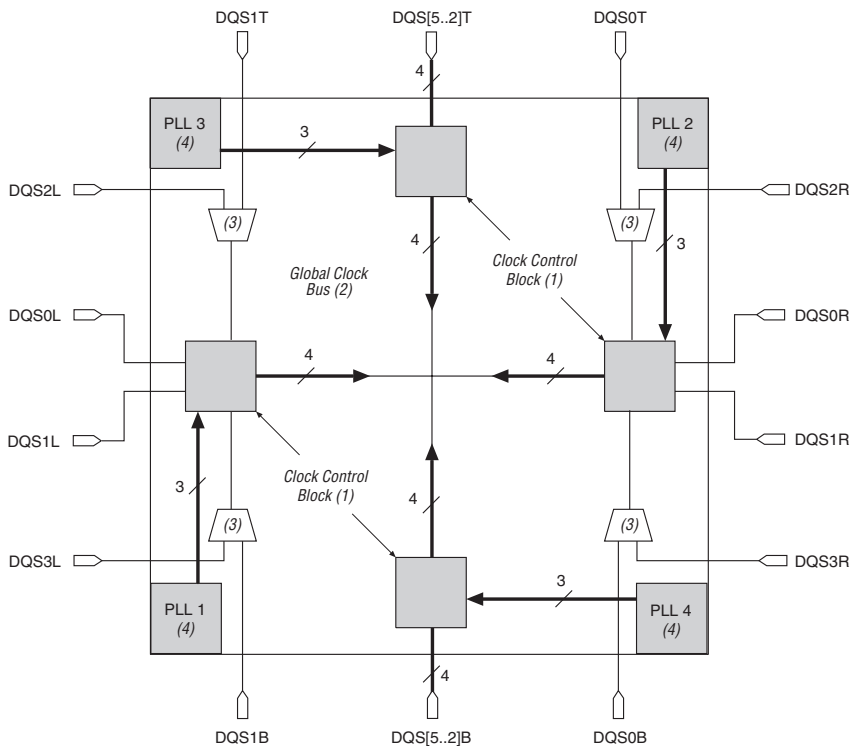 DQS1T
DQS[5..2]T
DQS0T
4
PLL 3
(4)
3
PLL 2
(4)
DQS2L
(3)
4
(3)
3
DQS2R
Global Clock
Bus (2)
Clock Control
Block (1)
DQS0L
DQS0R
4
4
DQS1L
DQS1R
3
Clock Control
Block (1)
4
(3)
(3)
DQS3L
DQS3R
PLL 1
(4)
3
PLL 4
(4)
4
DQS1B
DQS[5..2]B
DQS0B